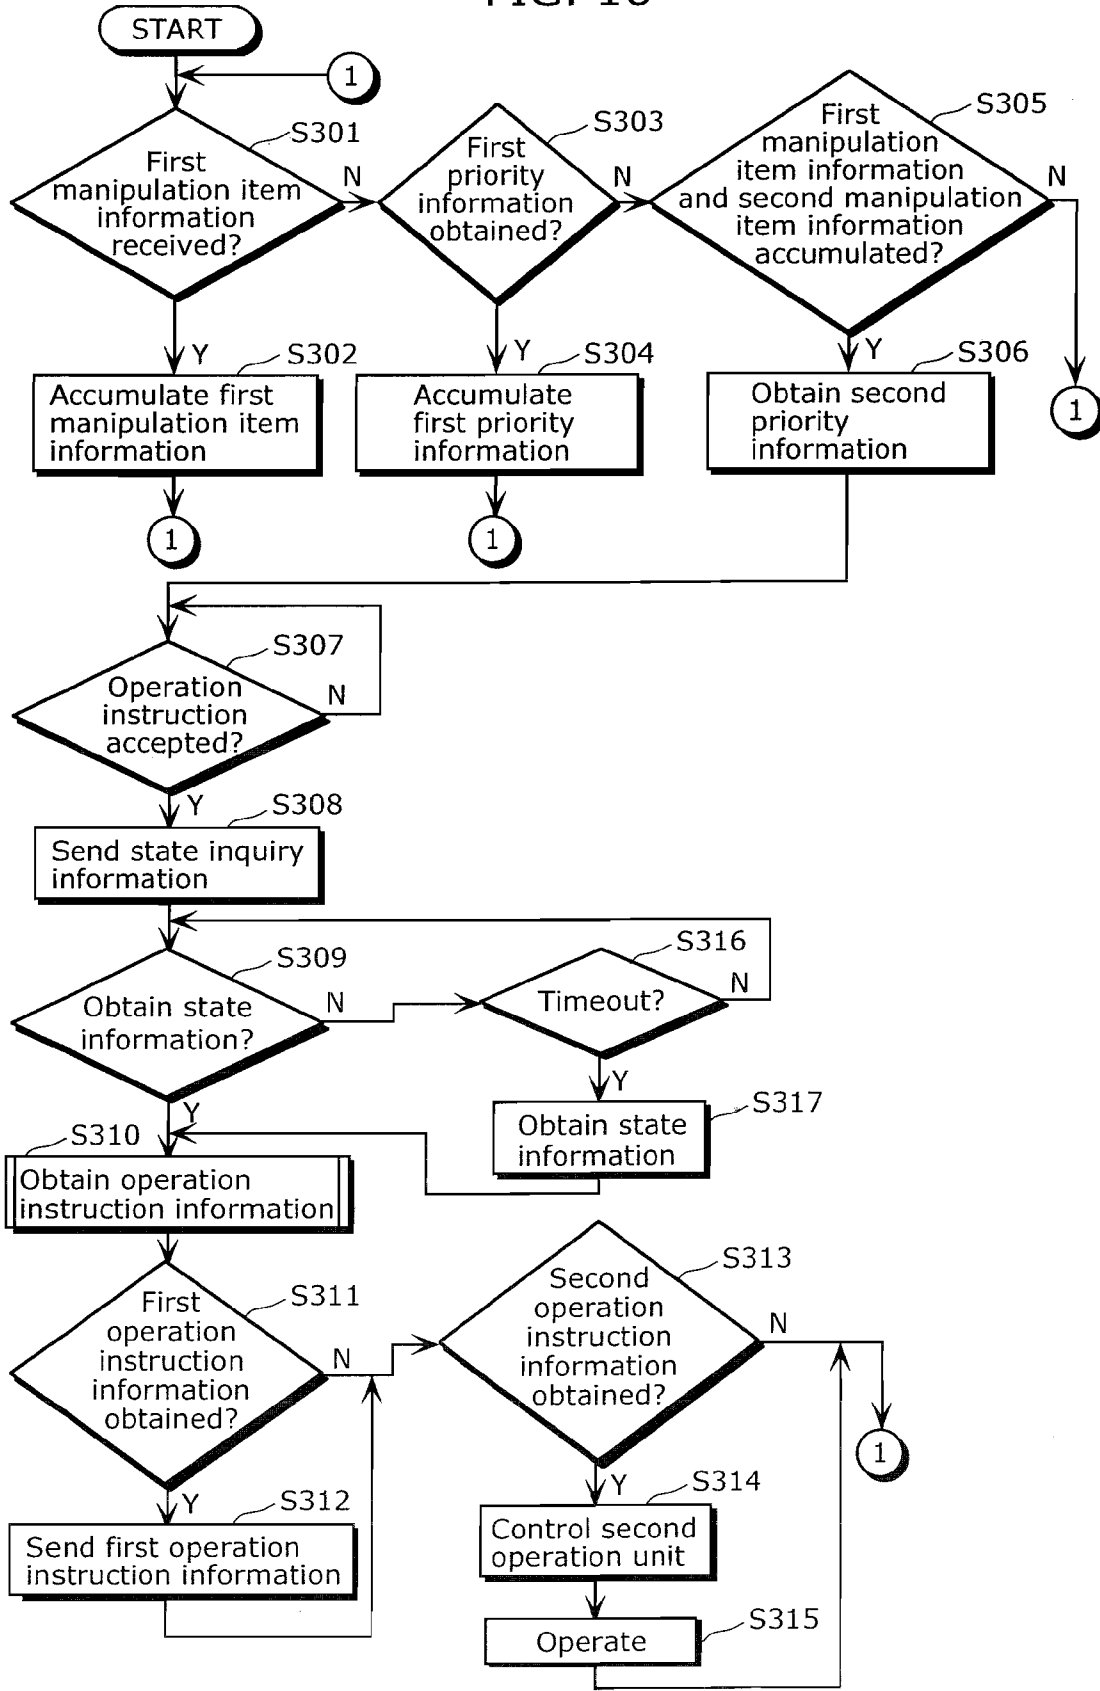 START
1
S301
First
manipulation item
information
received?
N
S303
First
priority
information
obtained?
N
S305
First
manipulation
item information
and second manipulation
item information
accumulated?
N
Y
S302
Accumulate first
manipulation item
information
1
Y
S304
Accumulate
first priority
information
1
Y
S306
Obtain second
priority
information
1
S307
Operation
instruction
accepted?
N
Y
S308
Send state inquiry
information
S309
Obtain state
information?
N
S316
Timeout?
N
Y
S317
Obtain state
information
Y
S310
Obtain operation
instruction information
S311
First
operation
instruction
information
obtained?
N
S313
Second
operation
instruction
information
obtained?
N
1
Y
S312
Send first operation
instruction information
Y
S314
Control second
operation unit
S315
Operate